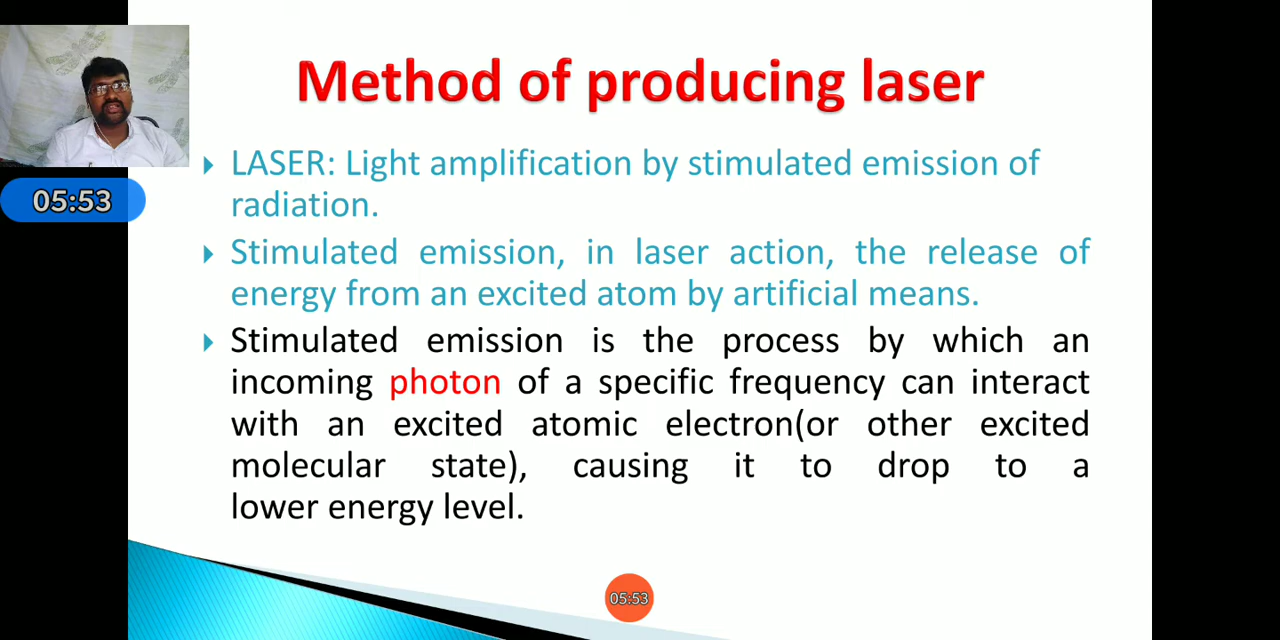 Method of producing laser
LASER: Light amplification by stimulated emission of
radiation.
05:53
Stimulated emission, in laser action, the release of
energy from an excited atom by artificial means.
Stimulated emission is the process by which an
incoming photon of a specific frequency can interact
with an excited atomic electron(or other excited
molecular state), causing it to drop to a
lower energy level.
05:53